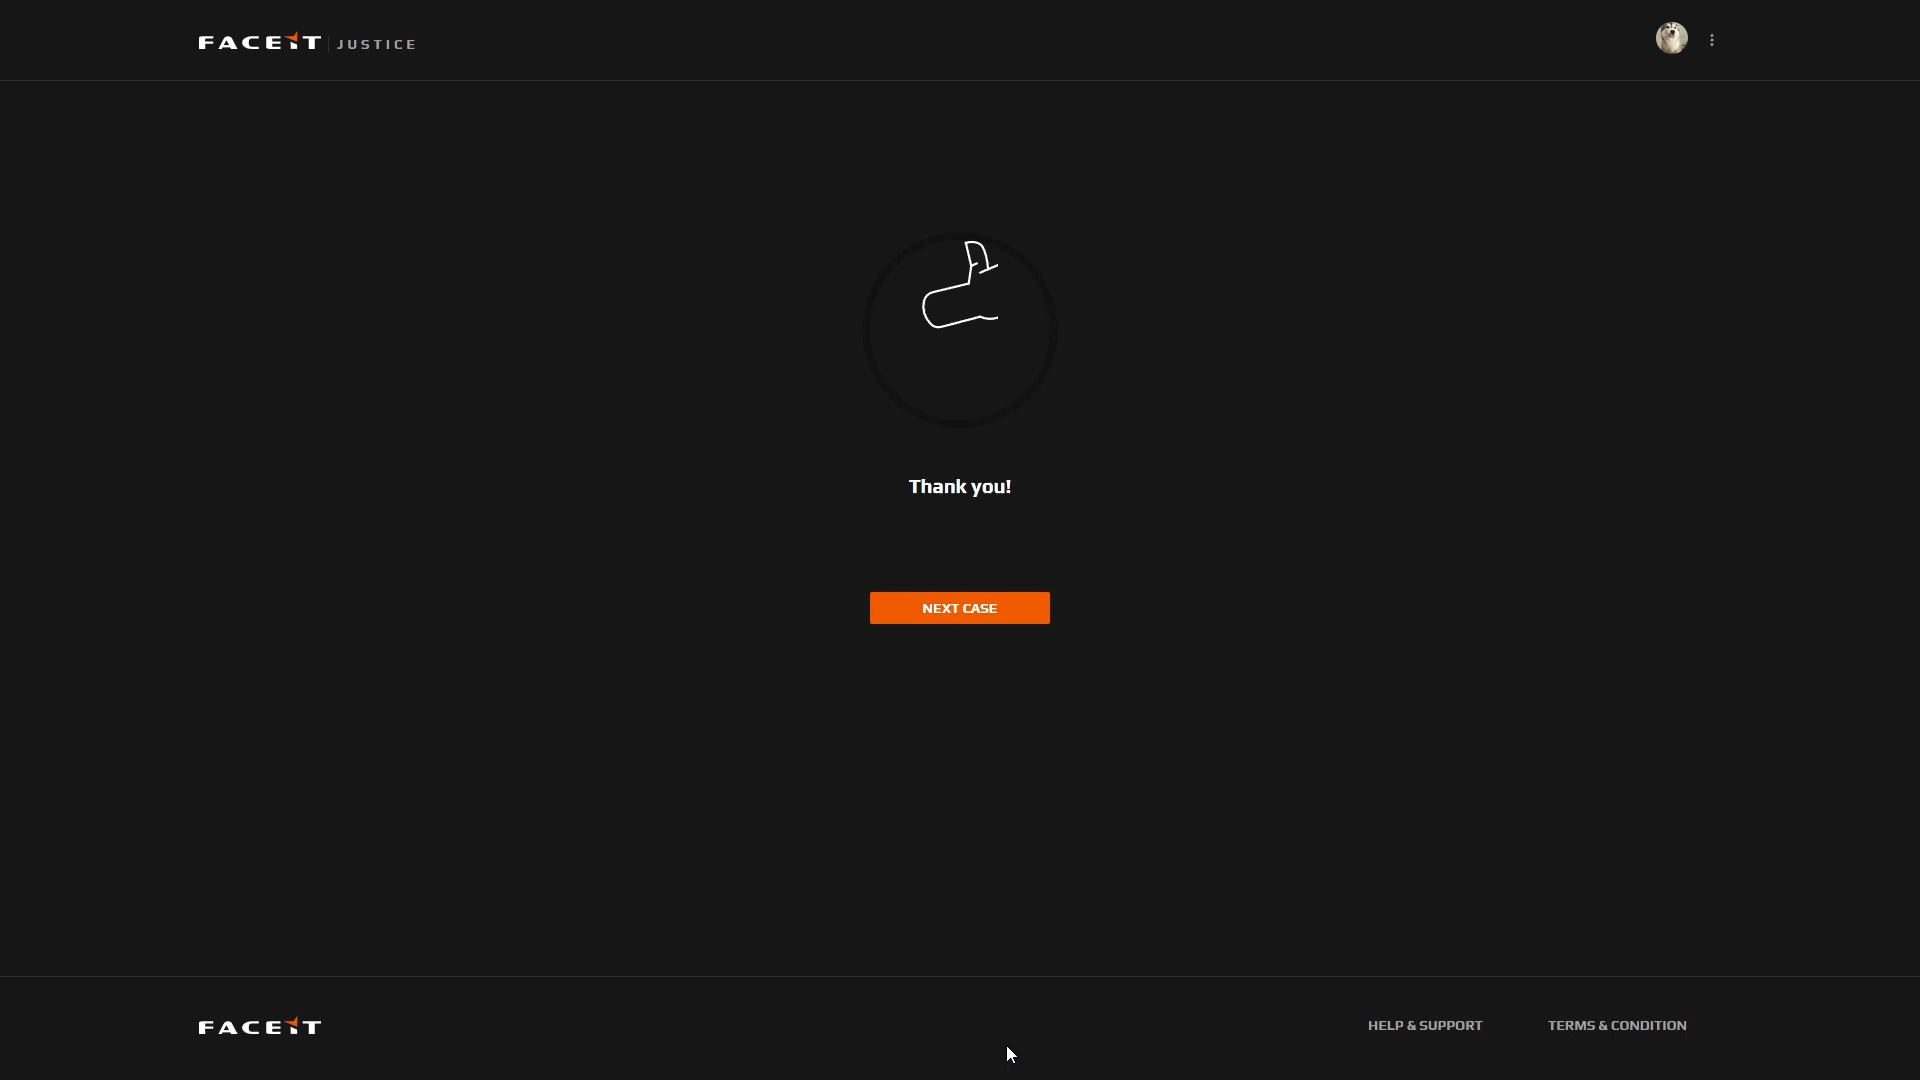 FACEIT JUSTICE
Thank you!
NEXT CASE
FACEIT
HELP & SUPPORT
TERMS & CONDITION